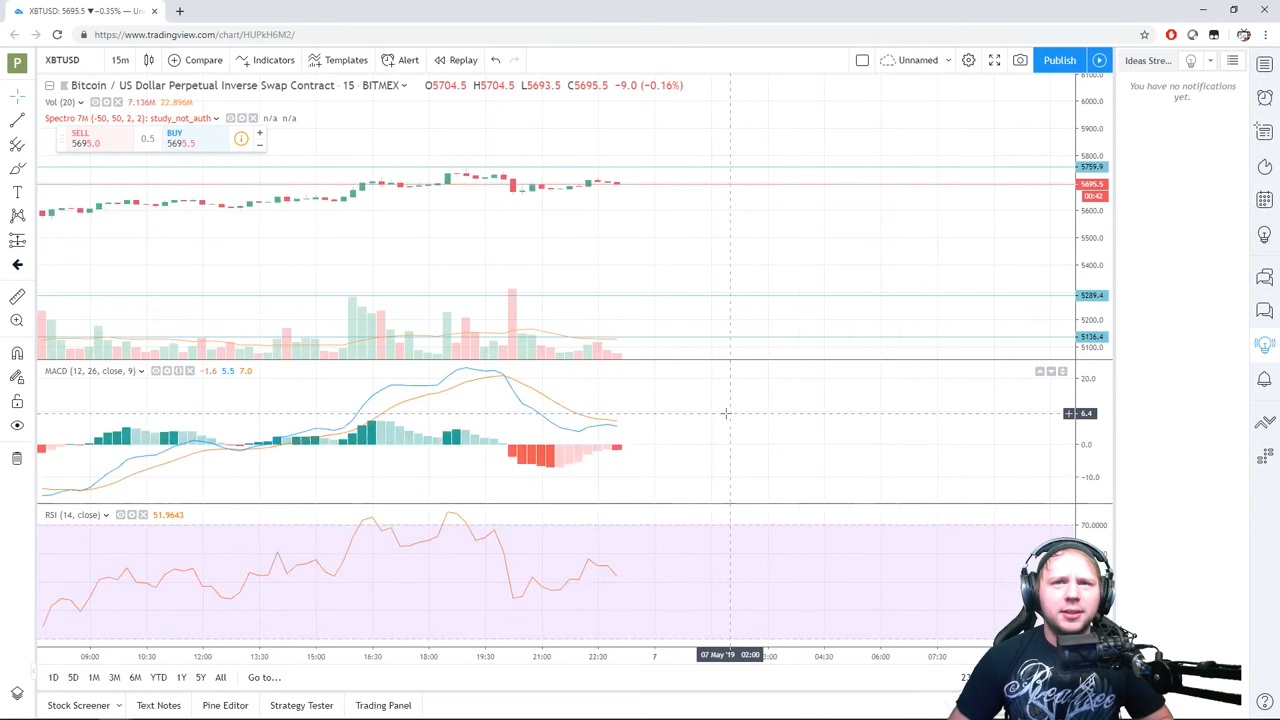 XBTUSD: 5695.5 ▼−0.35% — Un
https://www.tradingview.com/chart/HUPkH6M2/
P
XBTUSD 15m Compare Indicators Templates Alert Replay Unnamed Publish Ideas Stre...
Bitcoin / US Dollar Perpetual Inverse Swap Contract · 15 · BITMEX O5704.5 H5704.5 L5693.5 C5695.5 −9.0 (−0.16%)
You have no notifications
yet.
Vol (20) 7.136M 22.896M
Spectro 7M (-50, 50, 2, 2): study_not_auth n/a n/a
SELL
5695.0
0.5
BUY
5695.5
6100.0
6000.0
5900.0
5800.0
5759.9
5695.5
00:42
5600.0
5500.0
5400.0
5289.4
5200.0
5136.4
5100.0
MACD (12, 26, close, 9) −1.6 5.5 7.0
20.0
6.4
0.0
−10.0
RSI (14, close) 51.9643
70.0000
09:00 10:30 12:00 13:30 15:00 16:30 18:00 19:30 21:00 22:30 7 07 May '19 02:00 04:30 06:00 07:30
1D 5D 1M 3M 6M YTD 1Y 5Y All Go to...
Stock Screener Text Notes Pine Editor Strategy Tester Trading Panel